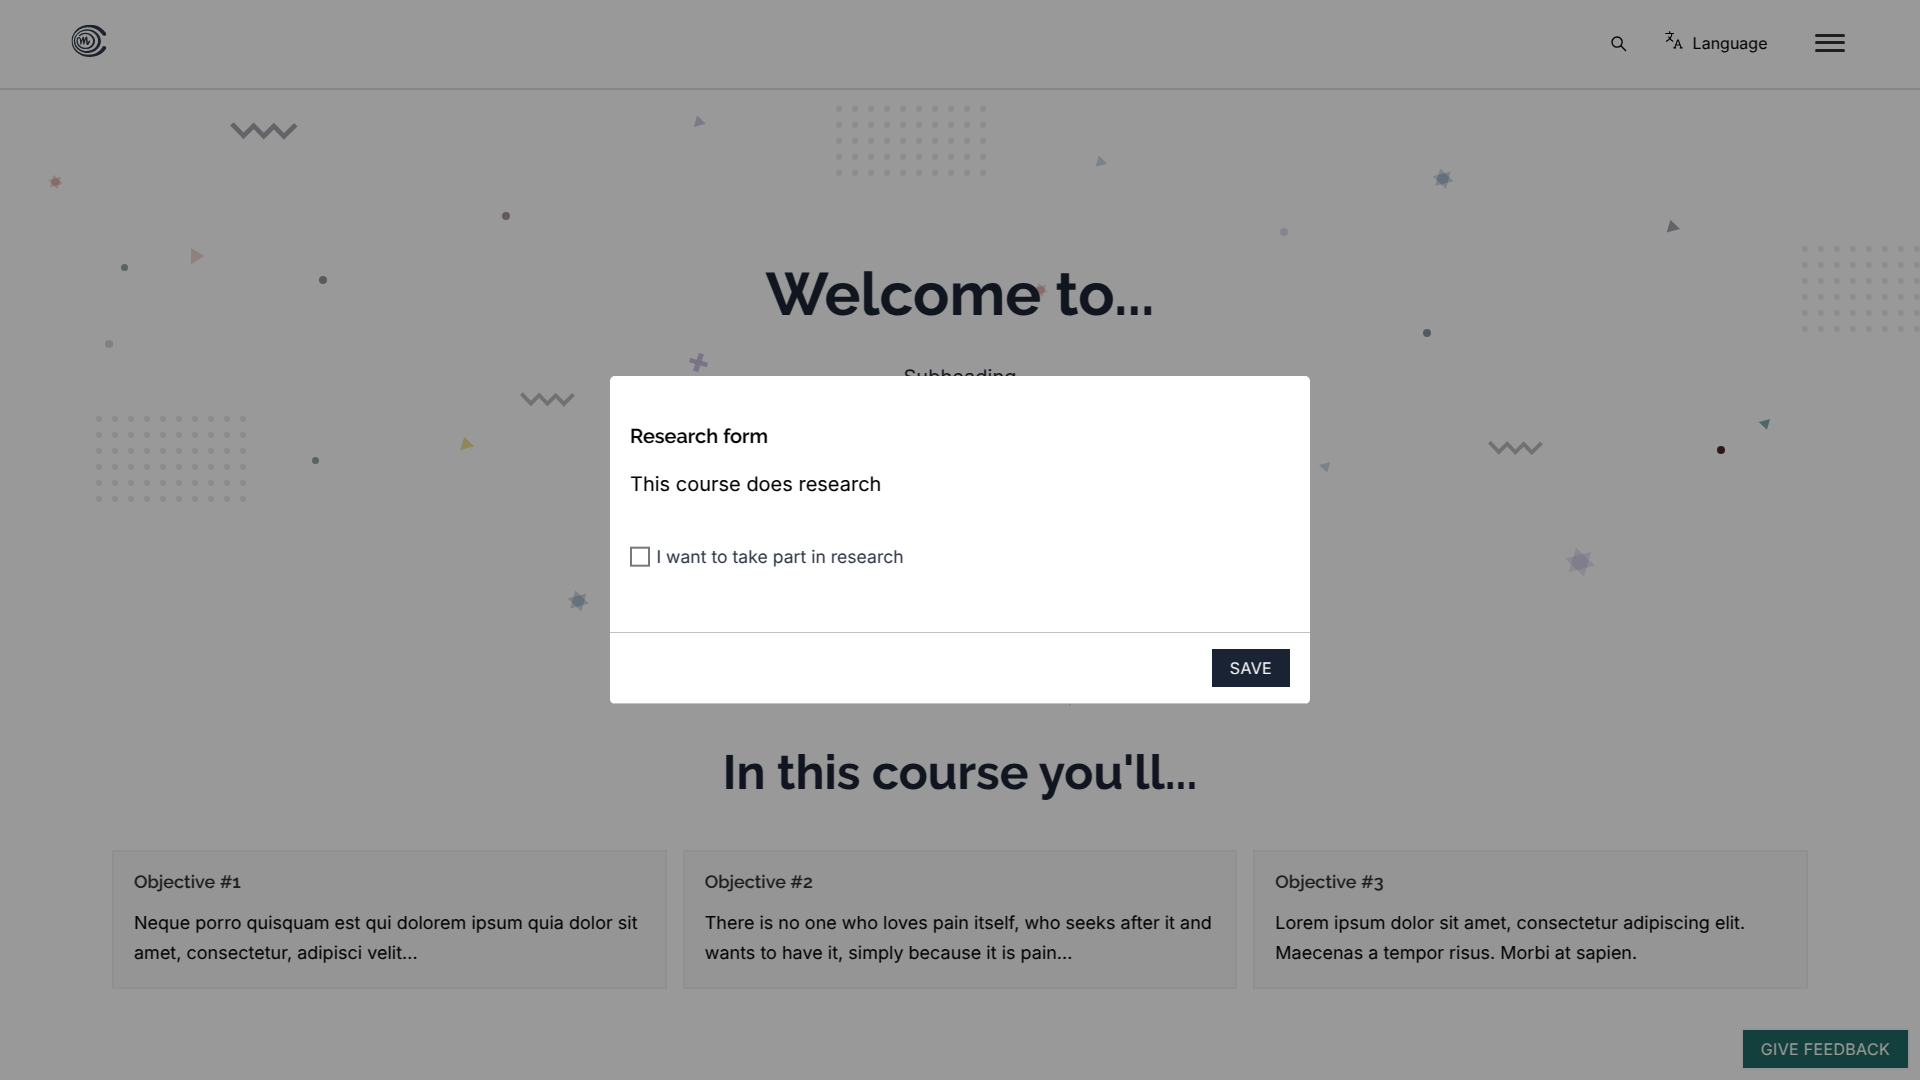 Language
Welcome to...
Subheading
Research form
This course does research
I want to take part in research
SAVE
In this course you'll...
Objective #1
Neque porro quisquam est qui dolorem ipsum quia dolor sit
amet, consectetur, adipisci velit...
Objective #2
There is no one who loves pain itself, who seeks after it and
wants to have it, simply because it is pain...
Objective #3
Lorem ipsum dolor sit amet, consectetur adipiscing elit.
Maecenas a tempor risus. Morbi at sapien.
GIVE FEEDBACK